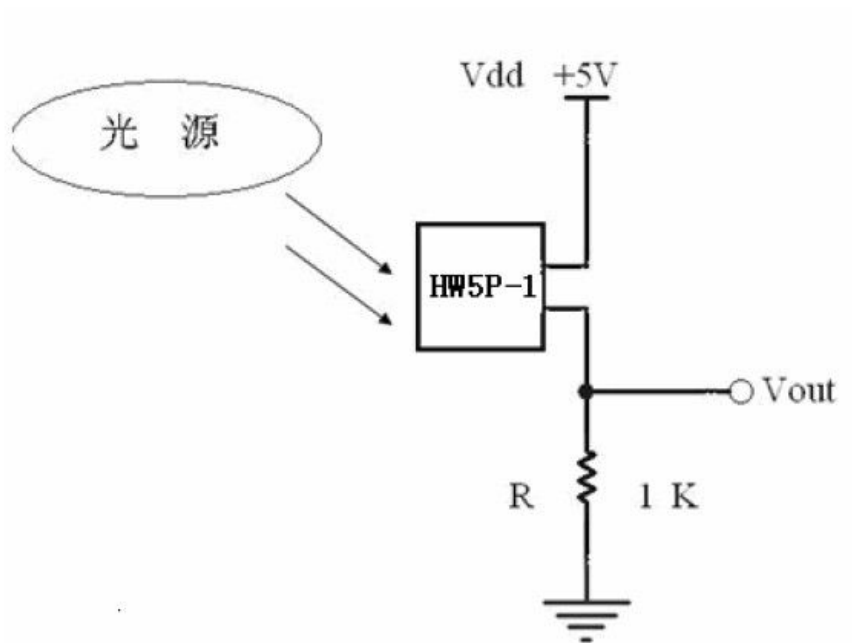 Vdd +5V
光 源
HW5P-1
Vout
R 1 K